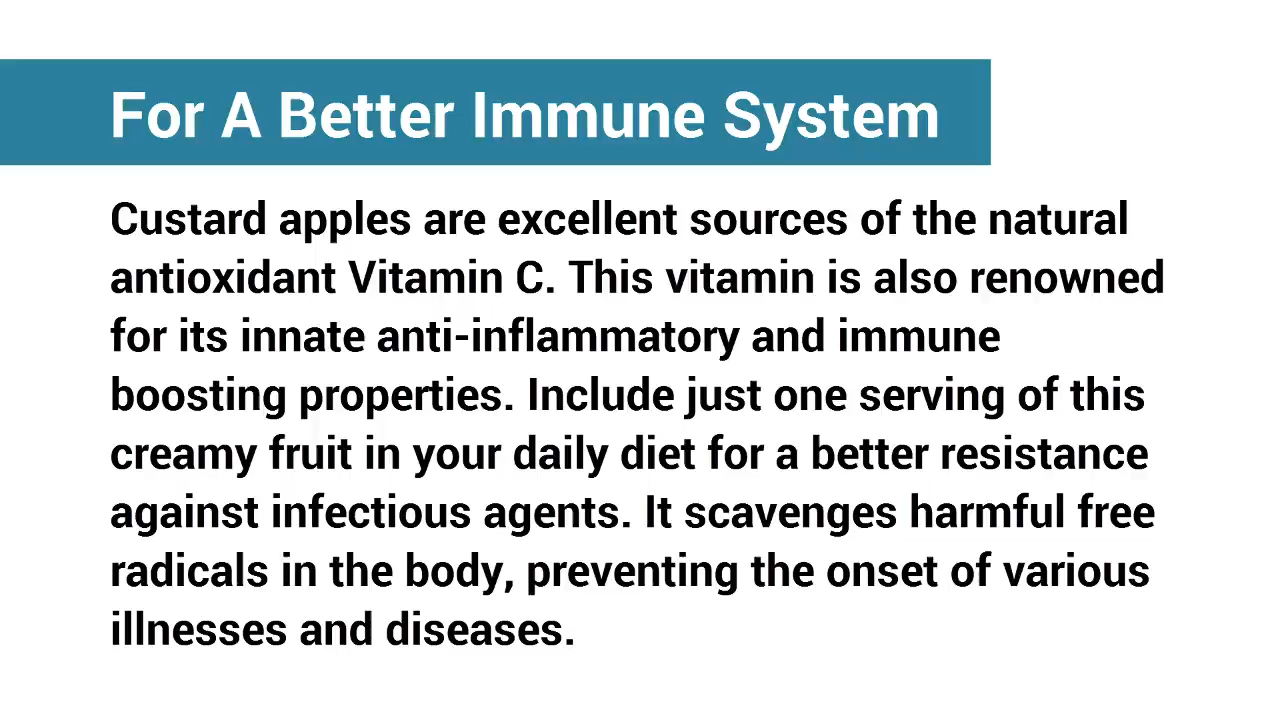 For A Better Immune System
Custard apples are excellent sources of the natural
antioxidant Vitamin C. This vitamin is also renowned
for its innate anti-inflammatory and immune
boosting properties. Include just one serving of this
creamy fruit in your daily diet for a better resistance
against infectious agents. It scavenges harmful free
radicals in the body, preventing the onset of various
illnesses and diseases.